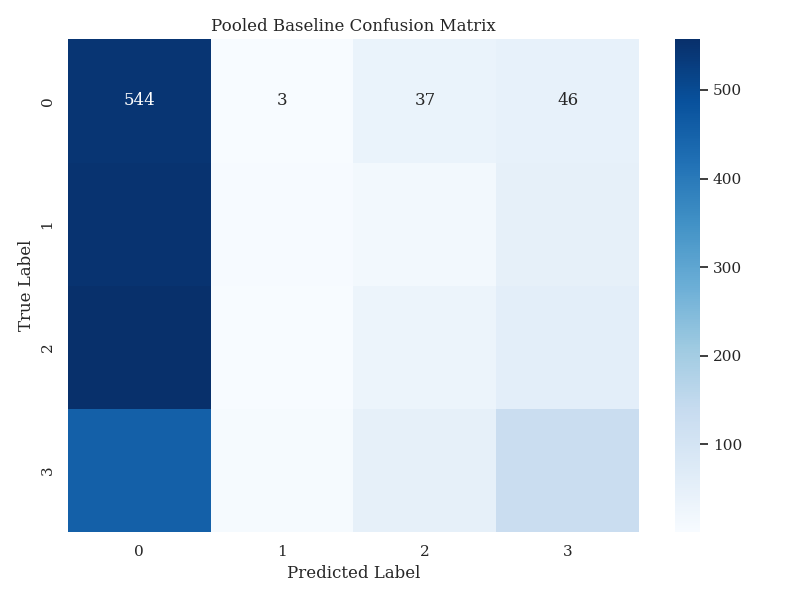 Pooled Baseline Confusion Matrix
True Label
0
544 3 37 46
1
2
3
0 1 2 3
Predicted Label
500
400
300
200
100